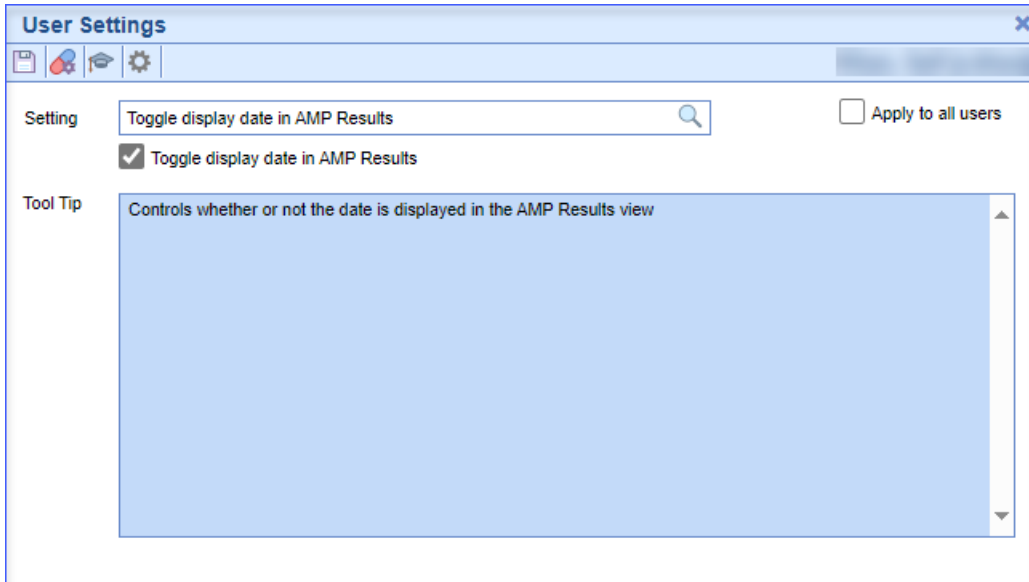 User Settings
Setting
Toggle display date in AMP Results
Apply to all users
Toggle display date in AMP Results
Tool Tip
Controls whether or not the date is displayed in the AMP Results view